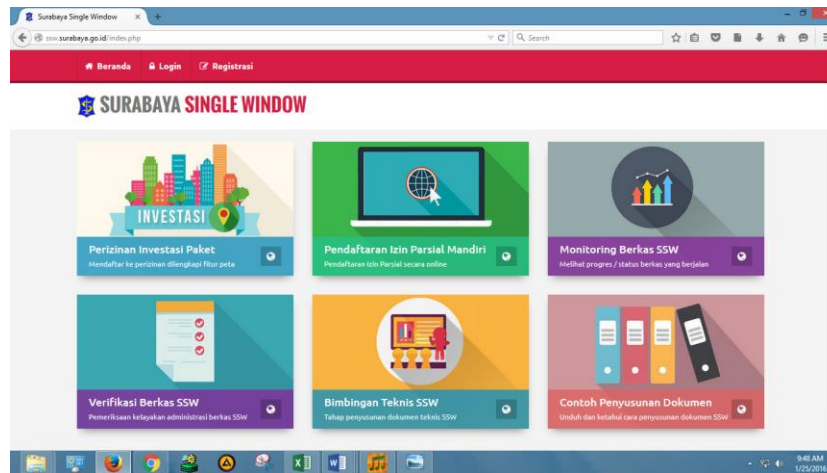 Surabaya Single Window
ssw.surabaya.go.id/index.php
Search
Beranda
Login
Registrasi
SURABAYA SINGLE WINDOW
INVESTASI
Perizinan Investasi Paket
Mendaftar ke perizinan dilengkapi fitur peta
Pendaftaran Izin Parsial Mandiri
Pendaftaran Izin Parsial secara online
Monitoring Berkas SSW
Melihat progres / status berkas yang berjalan
Verifikasi Berkas SSW
Pemeriksaan kelayakan administrasi berkas SSW
Bimbingan Teknis SSW
Tahap penyusunan dokumen teknis SSW
Contoh Penyusunan Dokumen
Unduh dan ketahui cara penyusunan dokumen SSW
9:48 AM
1/25/2016